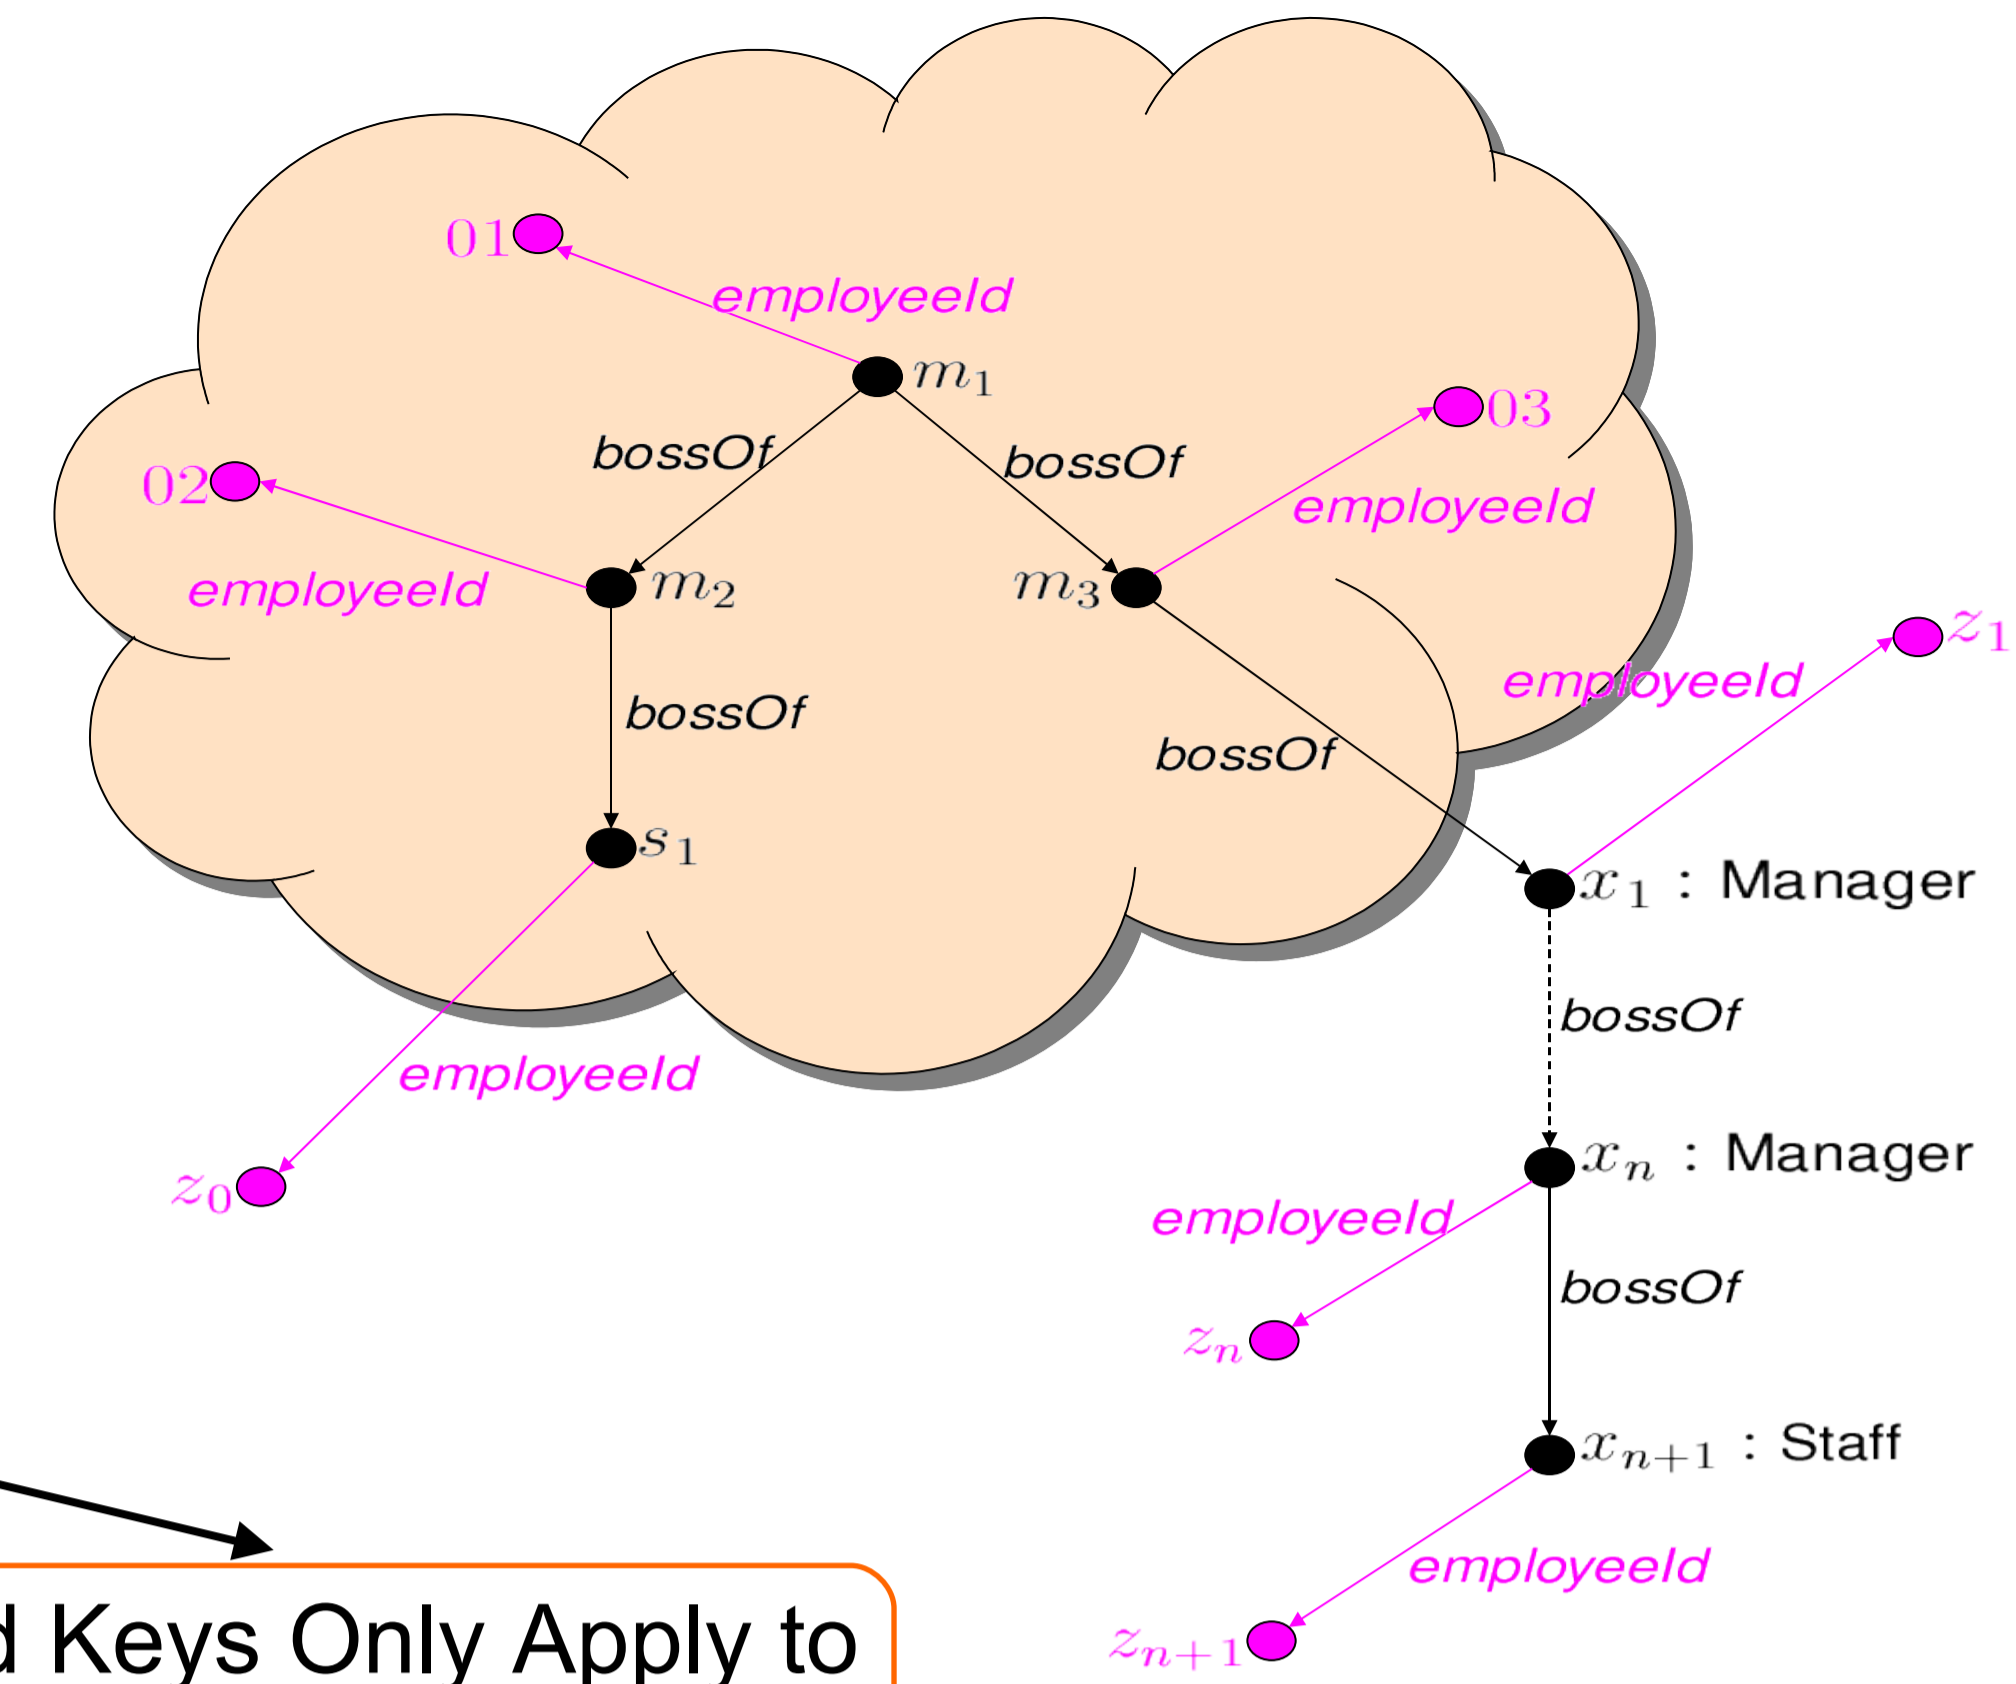 01
employeeId
m₁
03
bossOf
bossOf
02
employeeId
employeeId
m₂
m₃
z₁
employeeId
bossOf
bossOf
s₁
x₁ : Manager
bossOf
employeeId
xₙ : Manager
z₀
employeeId
bossOf
zₙ
xₙ₊₁ : Staff
employeeId
d Keys Only Apply to
zₙ₊₁